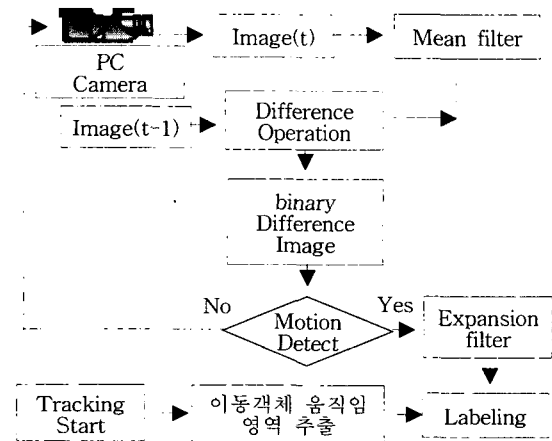 Image(t)
Mean filter
PC
Camera
Image(t-1)
Difference
Operation
binary
Difference
Image
No
Yes
Motion
Detect
Expansion
filter
Tracking
Start
이동객체 움직임
영역 추출
Labeling